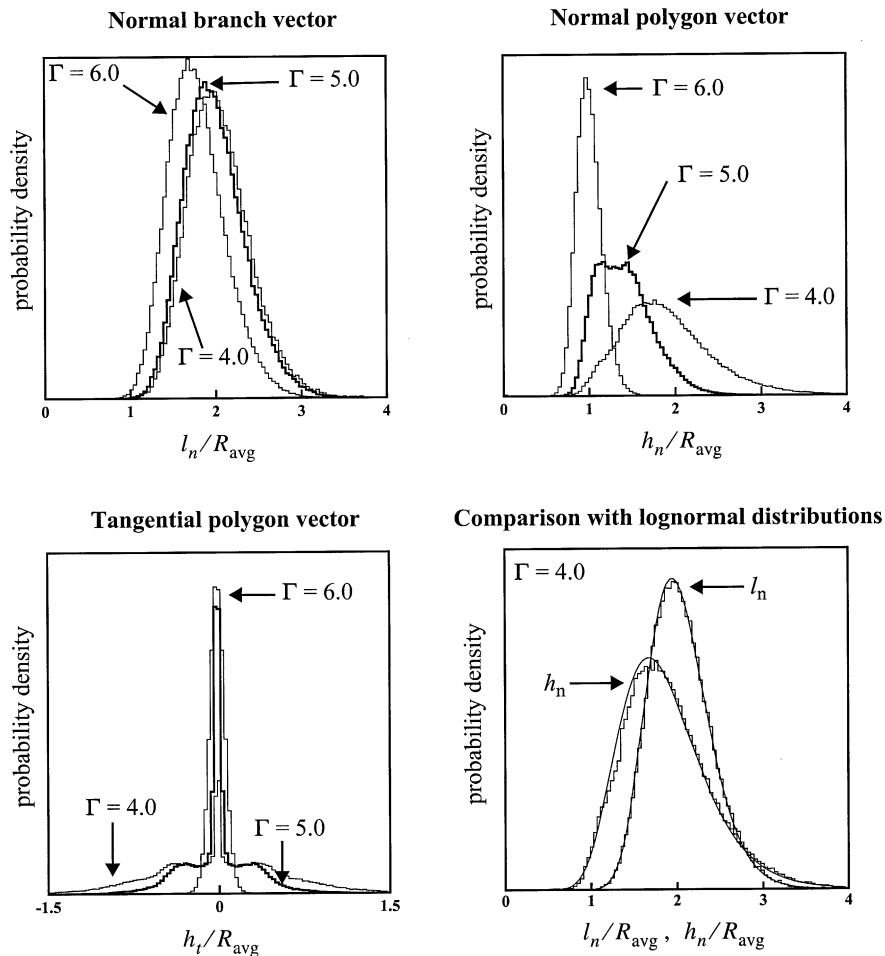 Normal branch vector
Γ = 6.0
Γ = 5.0
Γ = 4.0
probability density
0 1 2 3 4
l_n/R_avg
Normal polygon vector
Γ = 6.0
Γ = 5.0
Γ = 4.0
probability density
0 1 2 3 4
h_n/R_avg
Tangential polygon vector
Γ = 6.0
Γ = 4.0
Γ = 5.0
probability density
-1.5 0 1.5
h_t/R_avg
Comparison with lognormal distributions
Γ = 4.0
l_n
h_n
probability density
0 1 2 3 4
l_n/R_avg , h_n/R_avg